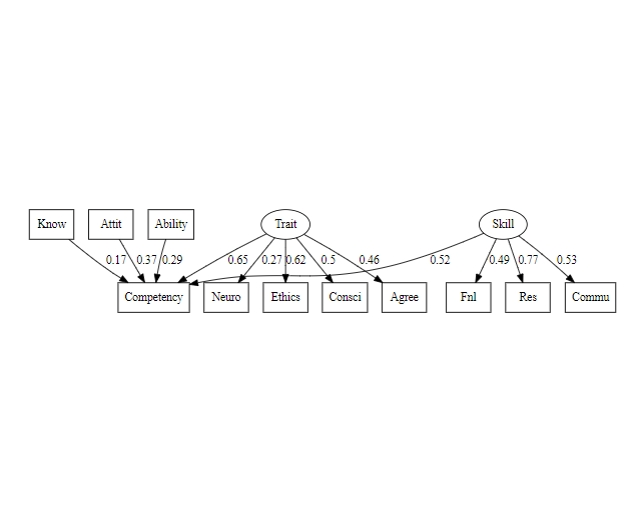 Know Attit Ability Trait Skill
0.17 0.37 0.29 0.65 0.27 0.62 0.5 0.46 0.52 0.49 0.77 0.53
Competency Neuro Ethics Consci Agree Fnl Res Commu